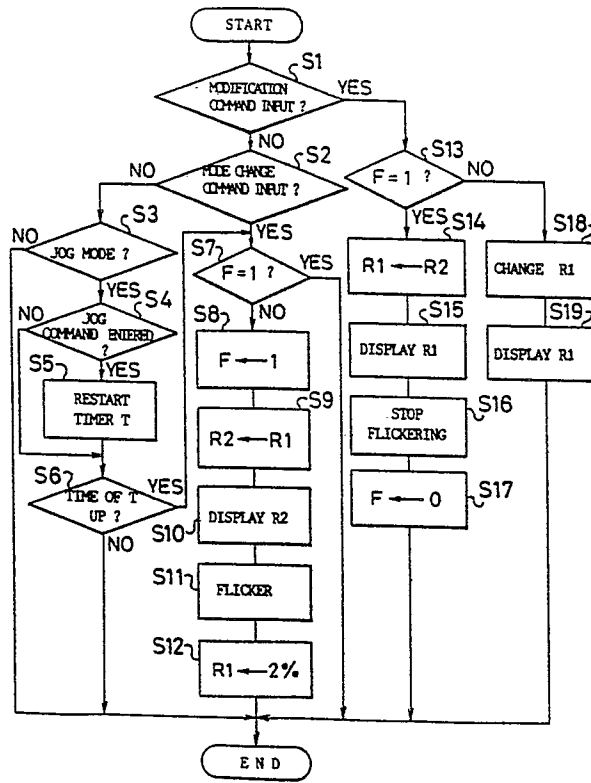 START
S1
MODIFICATION
COMMAND INPUT ?
YES
NO
S2
MODE CHANGE
COMMAND INPUT ?
NO
YES
S13
F=1 ?
NO
YES
S3
JOG MODE ?
NO
YES
S4
JOG
COMMAND ENTERED
?
NO
YES
S5
RESTART
TIMER T
S6
TIME OF T
UP ?
YES
NO
S7
F=1 ?
YES
NO
S8
F ← 1
S9
R2 ← R1
S10
DISPLAY R2
S11
FLICKER
S12
R1 ← 2%
S14
R1 ← R2
S15
DISPLAY R1
S16
STOP
FLICKERING
S17
F ← 0
S18
CHANGE R1
S19
DISPLAY R1
END